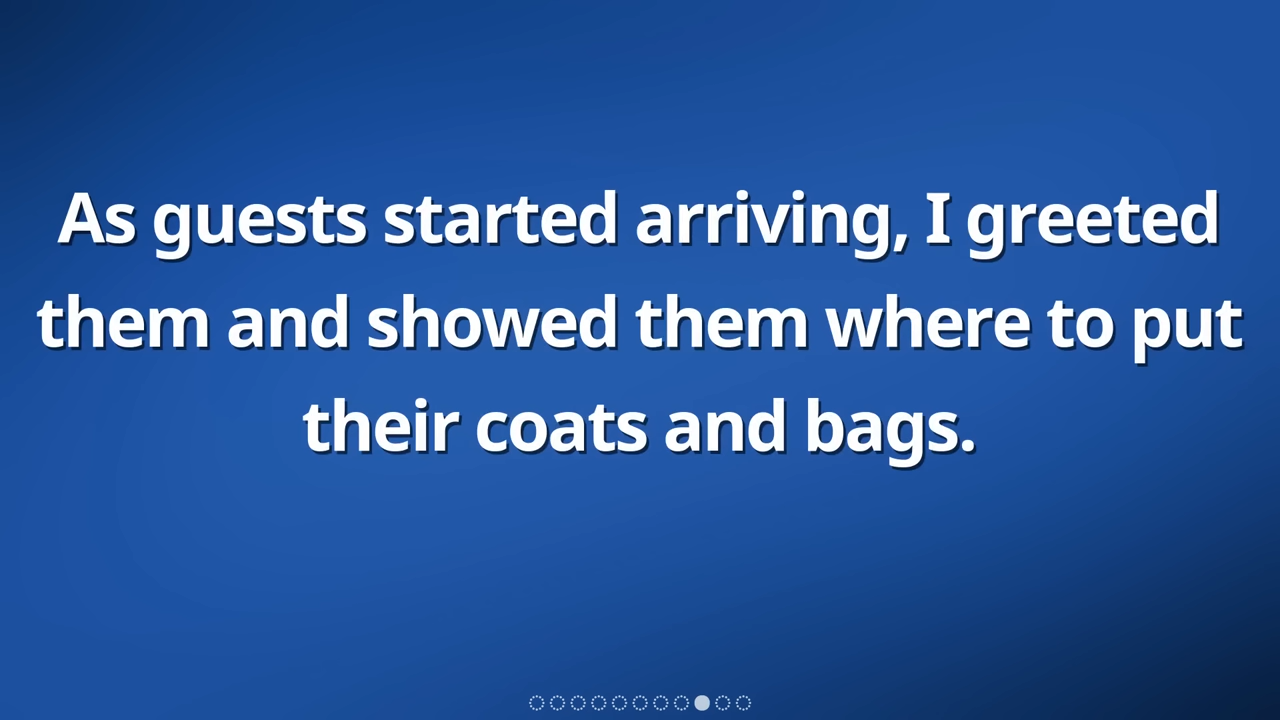 As guests started arriving, I greeted
them and showed them where to put
their coats and bags.